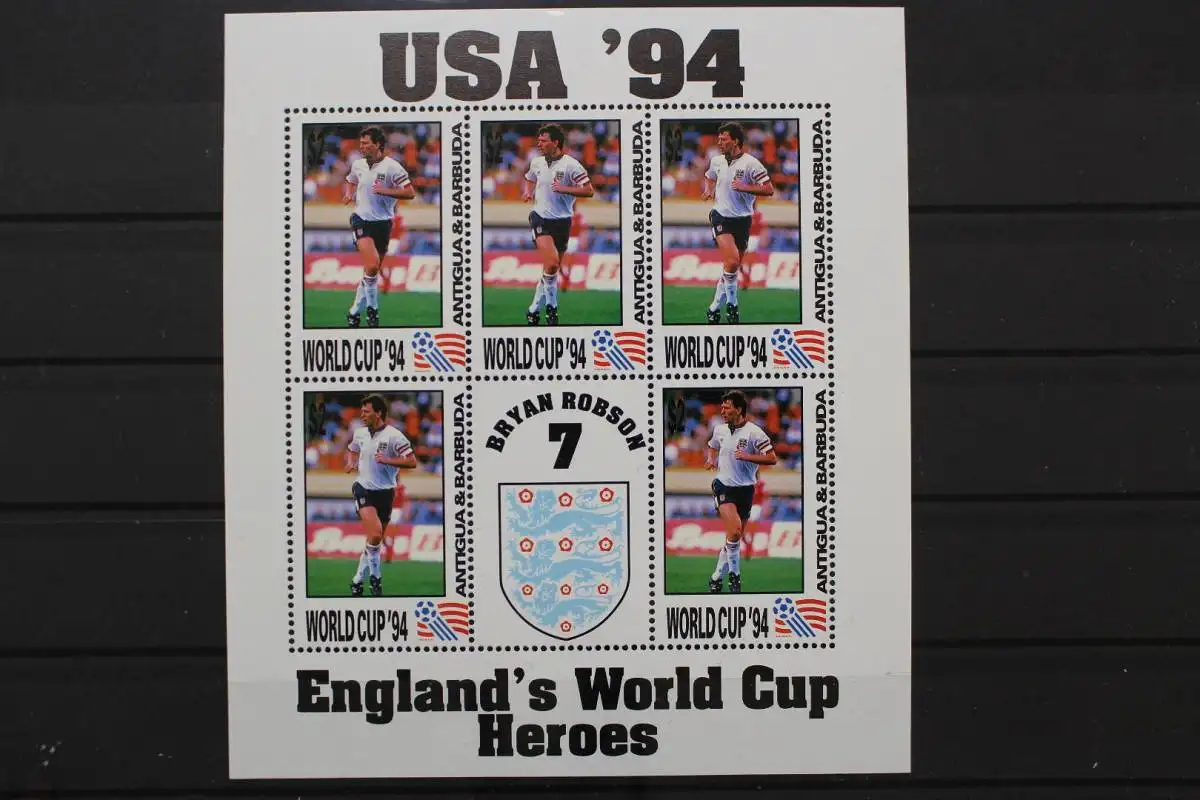 USA '94
$2
ANTIGUA & BARBUDA
WORLD CUP '94
$2
ANTIGUA & BARBUDA
WORLD CUP '94
$2
ANTIGUA & BARBUDA
WORLD CUP '94
$2
ANTIGUA & BARBUDA
WORLD CUP '94
BRYAN ROBSON
7
$2
ANTIGUA & BARBUDA
WORLD CUP '94
England's World Cup
Heroes